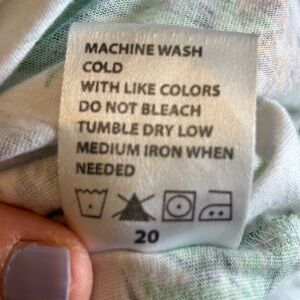 MACHINE WASH
COLD
WITH LIKE COLORS
DO NOT BLEACH
TUMBLE DRY LOW
MEDIUM IRON WHEN
NEEDED
20